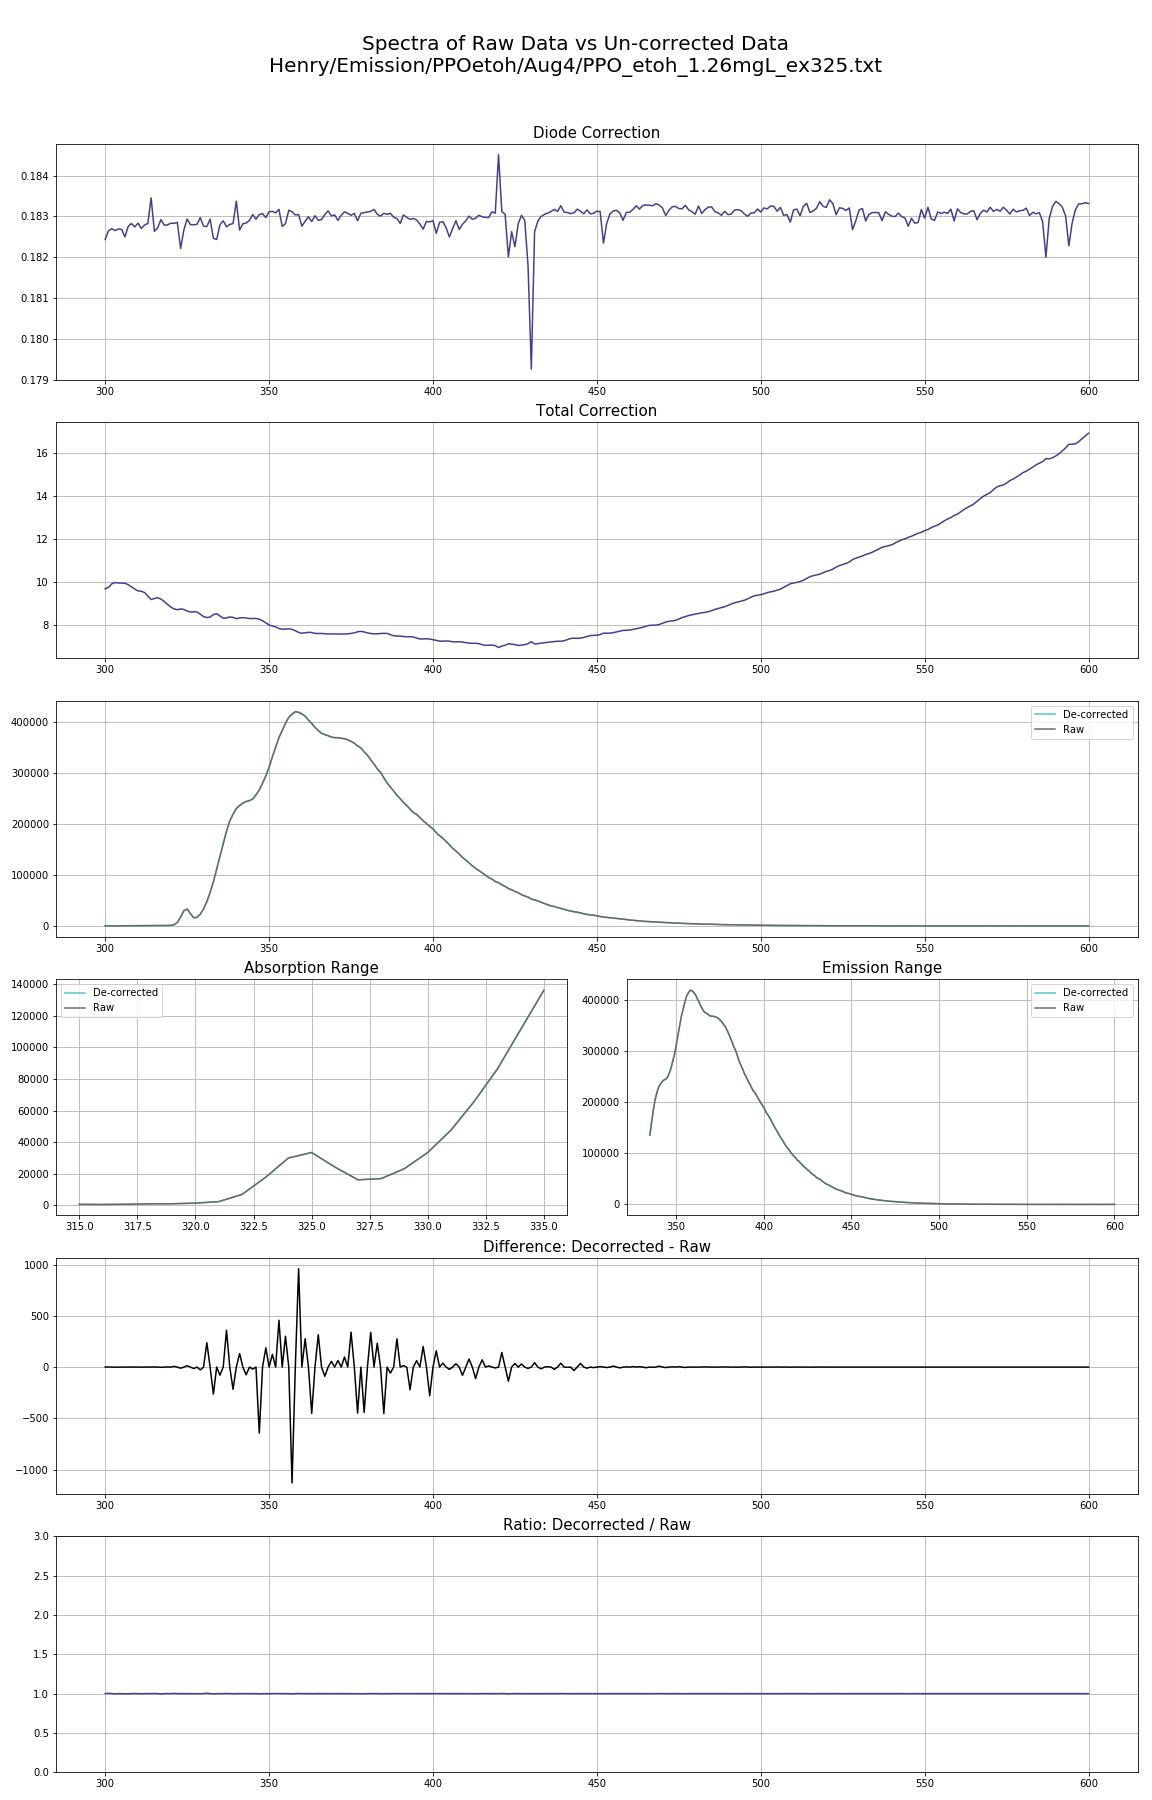 Spectra of Raw Data vs Un-corrected Data
Henry/Emission/PPOetoh/Aug4/PPO_etoh_1.26mgL_ex325.txt
Diode Correction
0.184
0.183
0.182
0.181
0.180
0.179
300 350 400 450 500 550 600
Total Correction
16
14
12
10
8
300 350 400 450 500 550 600
400000
300000
200000
100000
0
De-corrected
Raw
300 350 400 450 500 550 600
Absorption Range
140000
120000
100000
80000
60000
40000
20000
0
De-corrected
Raw
315.0 317.5 320.0 322.5 325.0 327.5 330.0 332.5 335.0
Emission Range
400000
300000
200000
100000
0
De-corrected
Raw
350 400 450 500 550 600
Difference: Decorrected - Raw
1000
500
0
−500
−1000
300 350 400 450 500 550 600
Ratio: Decorrected / Raw
3.0
2.5
2.0
1.5
1.0
0.5
0.0
300 350 400 450 500 550 600